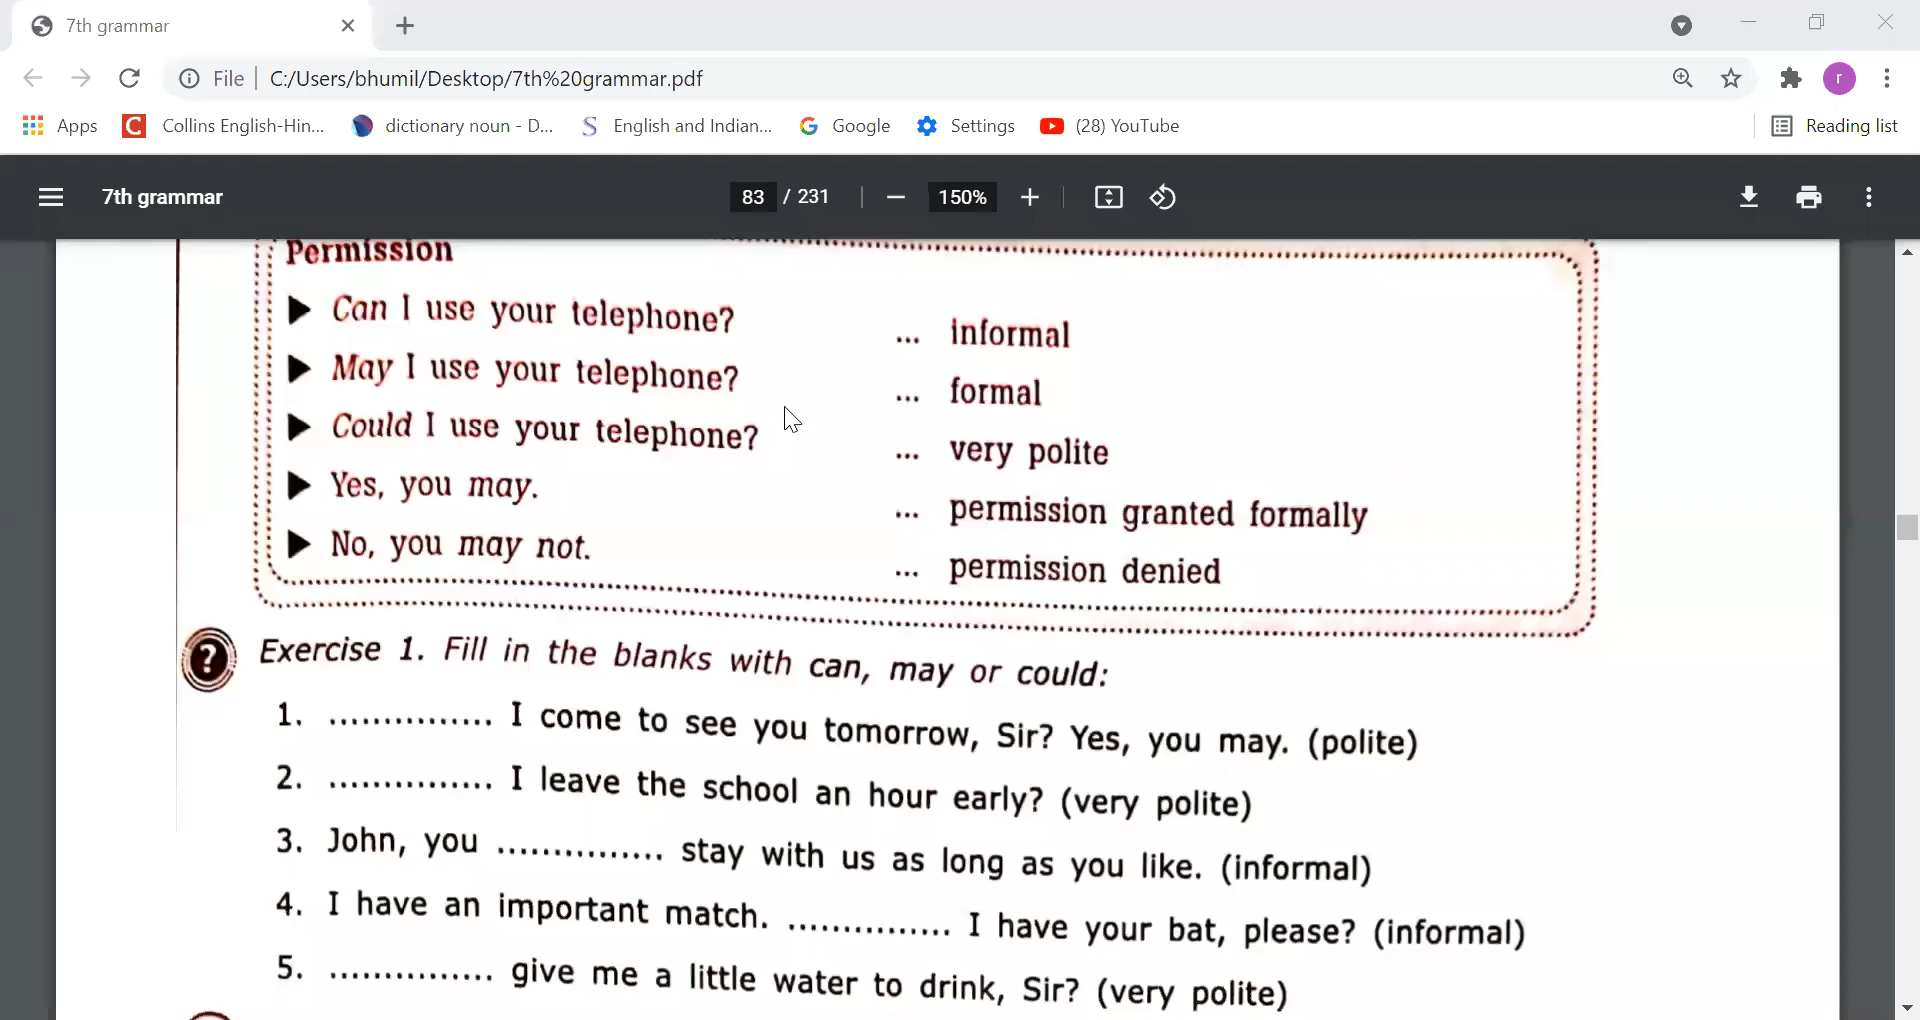 7th grammar
File C:/Users/bhumil/Desktop/7th%20grammar.pdf
r
Apps Collins English-Hin... dictionary noun - D... English and Indian... Google Settings (28) YouTube Reading list
7th grammar 83 / 231 150%
Permission
Can I use your telephone? ... informal
May I use your telephone? ... formal
Could I use your telephone? ... very polite
Yes, you may. ... permission granted formally
No, you may not. ... permission denied
? Exercise 1. Fill in the blanks with can, may or could:
1. ............... I come to see you tomorrow, Sir? Yes, you may. (polite)
2. ............... I leave the school an hour early? (very polite)
3. John, you ............... stay with us as long as you like. (informal)
4. I have an important match. ............... I have your bat, please? (informal)
5. ............... give me a little water to drink, Sir? (very polite)